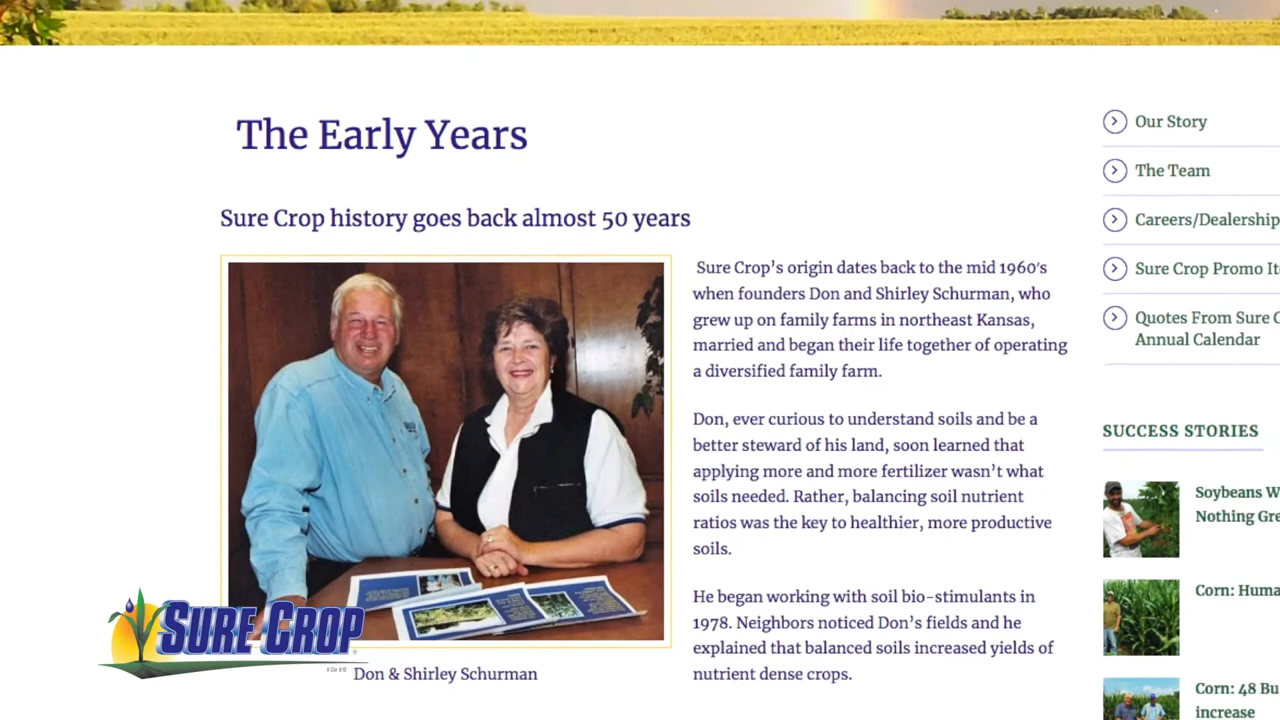 The Early Years
Sure Crop history goes back almost 50 years
Sure Crop's origin dates back to the mid 1960's
when founders Don and Shirley Schurman, who
grew up on family farms in northeast Kansas,
married and began their life together of operating
a diversified family farm.
Don, ever curious to understand soils and be a
better steward of his land, soon learned that
applying more and more fertilizer wasn't what
soils needed. Rather, balancing soil nutrient
ratios was the key to healthier, more productive
soils.
He began working with soil bio-stimulants in
1978. Neighbors noticed Don's fields and he
explained that balanced soils increased yields of
nutrient dense crops.
Don & Shirley Schurman
SURE CROP
Our Story
The Team
Careers/Dealership
Sure Crop Promo
Quotes From Sure
Annual Calendar
SUCCESS STORIES
Soybeans
Nothing
Corn:
Corn: 48
increase